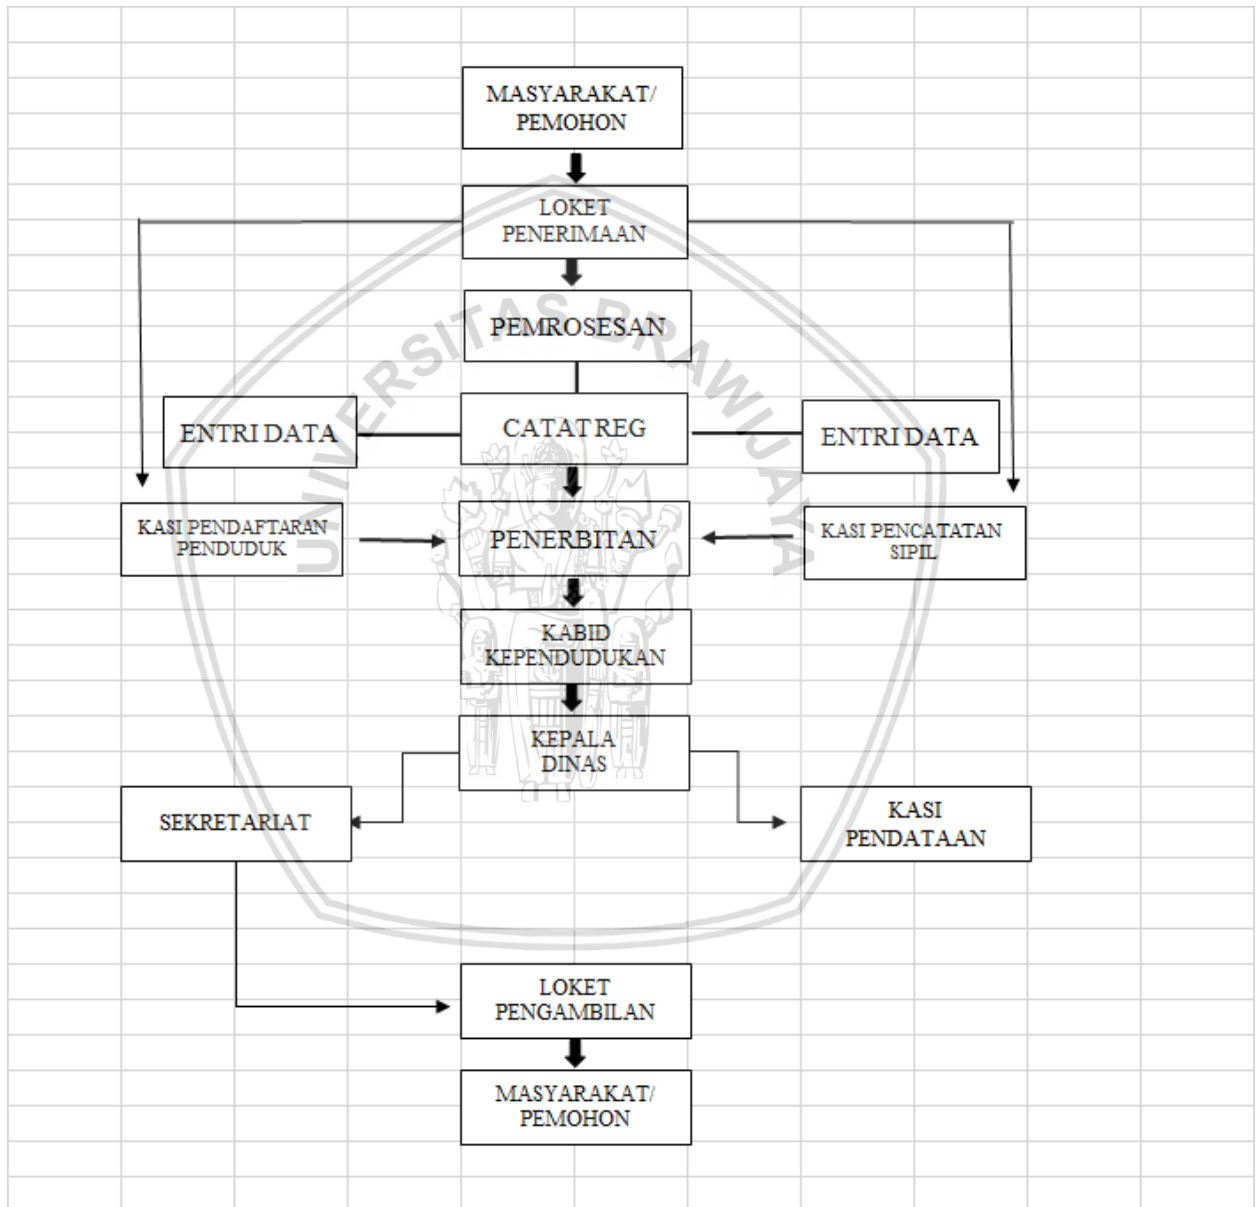 MASYARAKAT/
PEMOHON
LOKET
PENERIMAAN
PEMROSESAN
UNIVERSITAS BRAWIJAYA
ENTRI DATA
CATAT REG
ENTRI DATA
KASI PENDAFTARAN
PENDUDUK
PENERBITAN
KASI PENCATATAN
SIPIL
KABID
KEPENDUDUKAN
KEPALA
DINAS
SEKRETARIAT
KASI
PENDATAAN
LOKET
PENGAMBILAN
MASYARAKAT/
PEMOHON